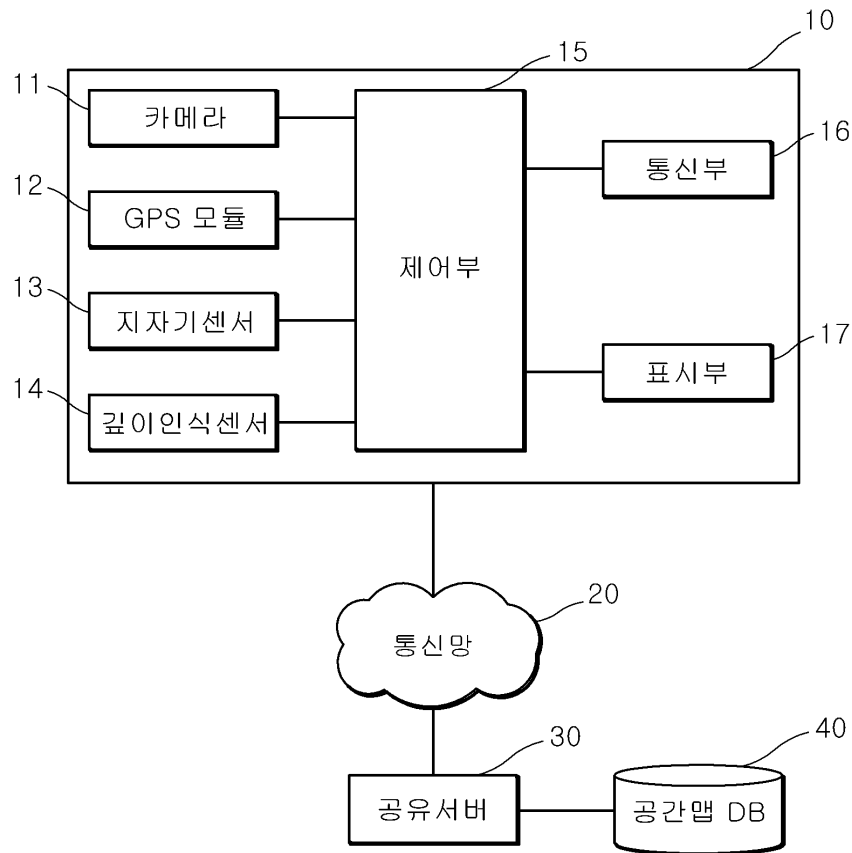 10
15
11
카메라
16
통신부
12
GPS 모듈
제어부
13
지자기센서
17
표시부
14
깊이인식센서
20
통신망
30
공유서버
40
공간맵 DB